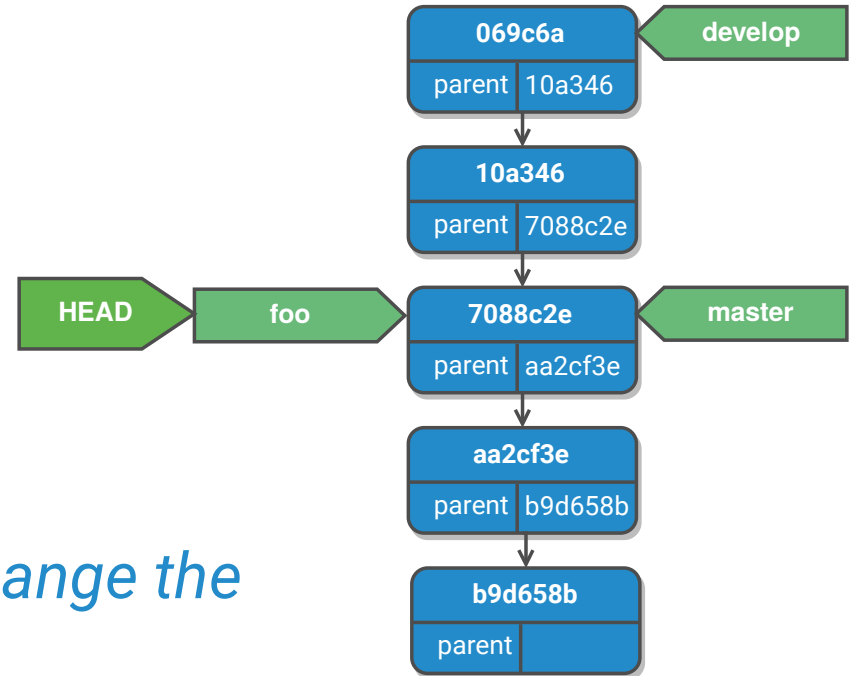 069c6a
develop
parent 10a346
10a346
parent 7088c2e
HEAD
foo
7088c2e
master
parent aa2cf3e
aa2cf3e
parent b9d658b
ange the
b9d658b
parent